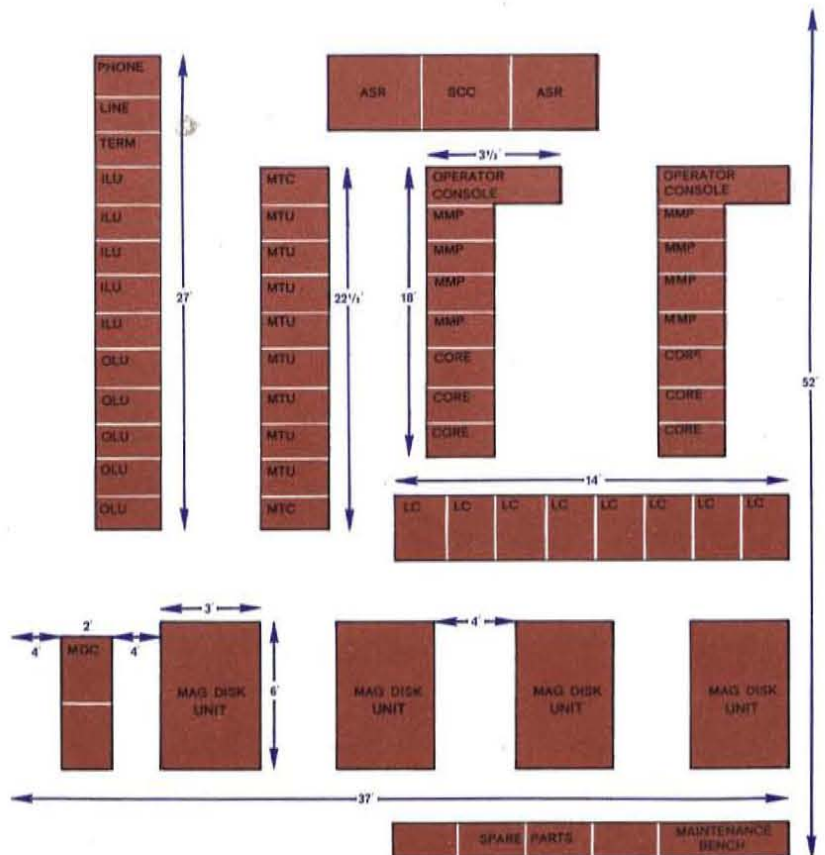 PHONE
LINE
TERM
ILU
ILU
ILU
ILU
ILU
OLU
OLU
OLU
OLU
OLU
27'
MTC
MTU
MTU
MTU
MTU
MTU
MTU
MTU
MTU
MTC
22½'
ASR
SCC
ASR
3½'
OPERATOR
CONSOLE
MMP
MMP
MMP
MMP
CORE
CORE
CORE
18'
OPERATOR
CONSOLE
MMP
MMP
MMP
MMP
CORE
CORE
CORE
52'
14'
LC
LC
LC
LC
LC
LC
LC
LC
4'
2'
4'
3'
MDC
MAG DISK
UNIT
6'
MAG DISK
UNIT
4'
MAG DISK
UNIT
MAG DISK
UNIT
37'
SPARE PARTS
MAINTENANCE
BENCH